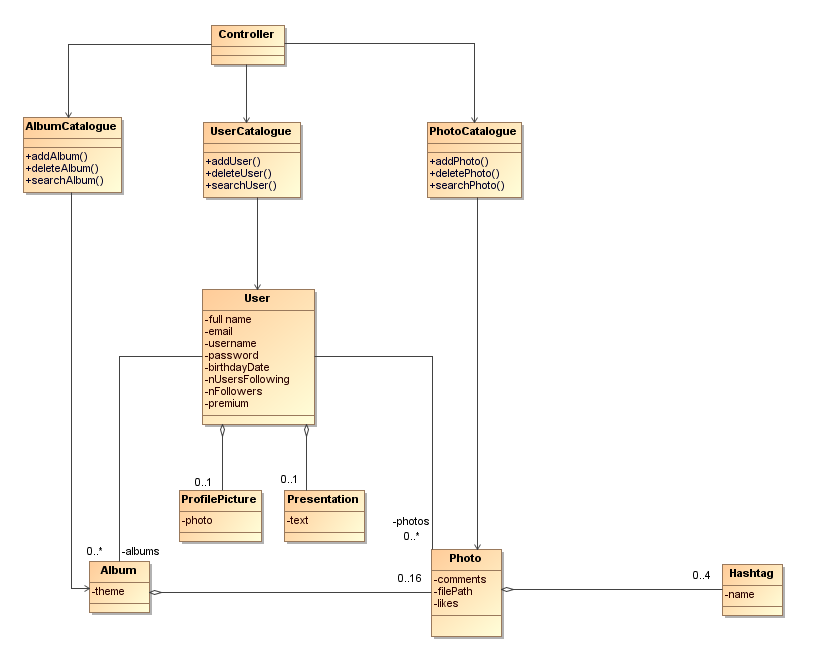 Controller
AlbumCatalogue
+addAlbum()
+deleteAlbum()
+searchAlbum()
UserCatalogue
+addUser()
+deleteUser()
+searchUser()
PhotoCatalogue
+addPhoto()
+deletePhoto()
+searchPhoto()
User
-full name
-email
-username
-password
-birthdayDate
-nUsersFollowing
-nFollowers
-premium
0..1
0..1
ProfilePicture
-photo
Presentation
-text
-photos
0..*
0..*
-albums
Album
-theme
0..16
Photo
-comments
-filePath
-likes
0..4
Hashtag
-name